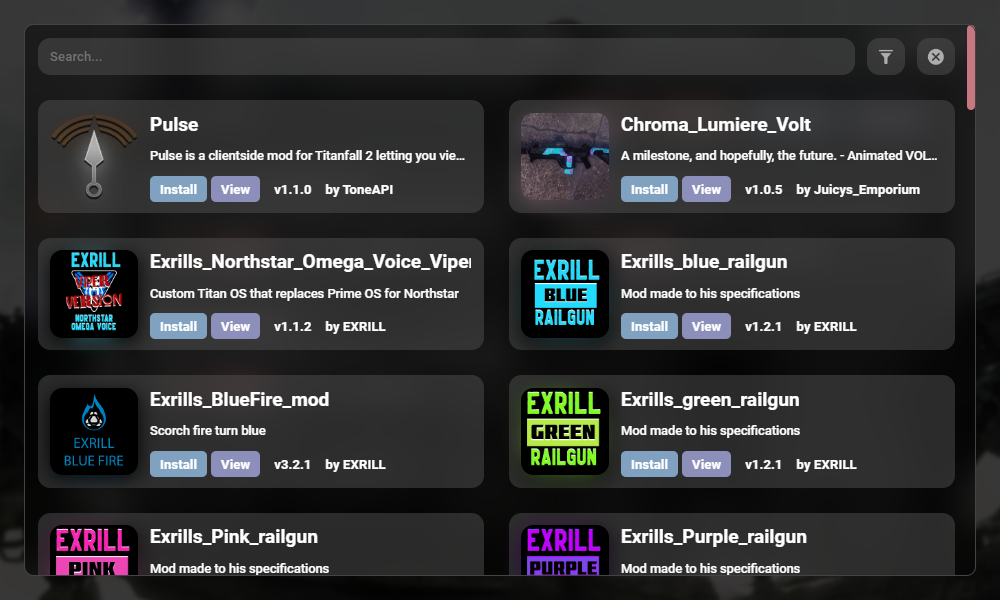 Search...
Pulse
Pulse is a clientside mod for Titanfall 2 letting you vie...
Install View v1.1.0 by ToneAPI
Chroma_Lumiere_Volt
A milestone, and hopefully, the future. - Animated VOL...
Install View v1.0.5 by Juicys_Emporium
EXRILL
VIPER
VERSION
NORTHSTAR
OMEGA VOICE
Exrills_Northstar_Omega_Voice_Viper
Custom Titan OS that replaces Prime OS for Northstar
Install View v1.1.2 by EXRILL
EXRILL
BLUE
RAILGUN
Exrills_blue_railgun
Mod made to his specifications
Install View v1.2.1 by EXRILL
EXRILL
BLUE FIRE
Exrills_BlueFire_mod
Scorch fire turn blue
Install View v3.2.1 by EXRILL
EXRILL
GREEN
RAILGUN
Exrills_green_railgun
Mod made to his specifications
Install View v1.2.1 by EXRILL
EXRILL
PINK
Exrills_Pink_railgun
Mod made to his specifications
EXRILL
PURPLE
Exrills_Purple_railgun
Mod made to his specifications